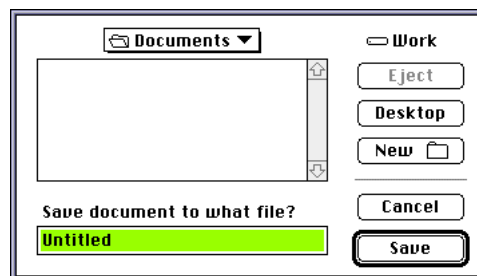 Documents
Work
Eject
Desktop
New
Save document to what file?
Untitled
Cancel
Save